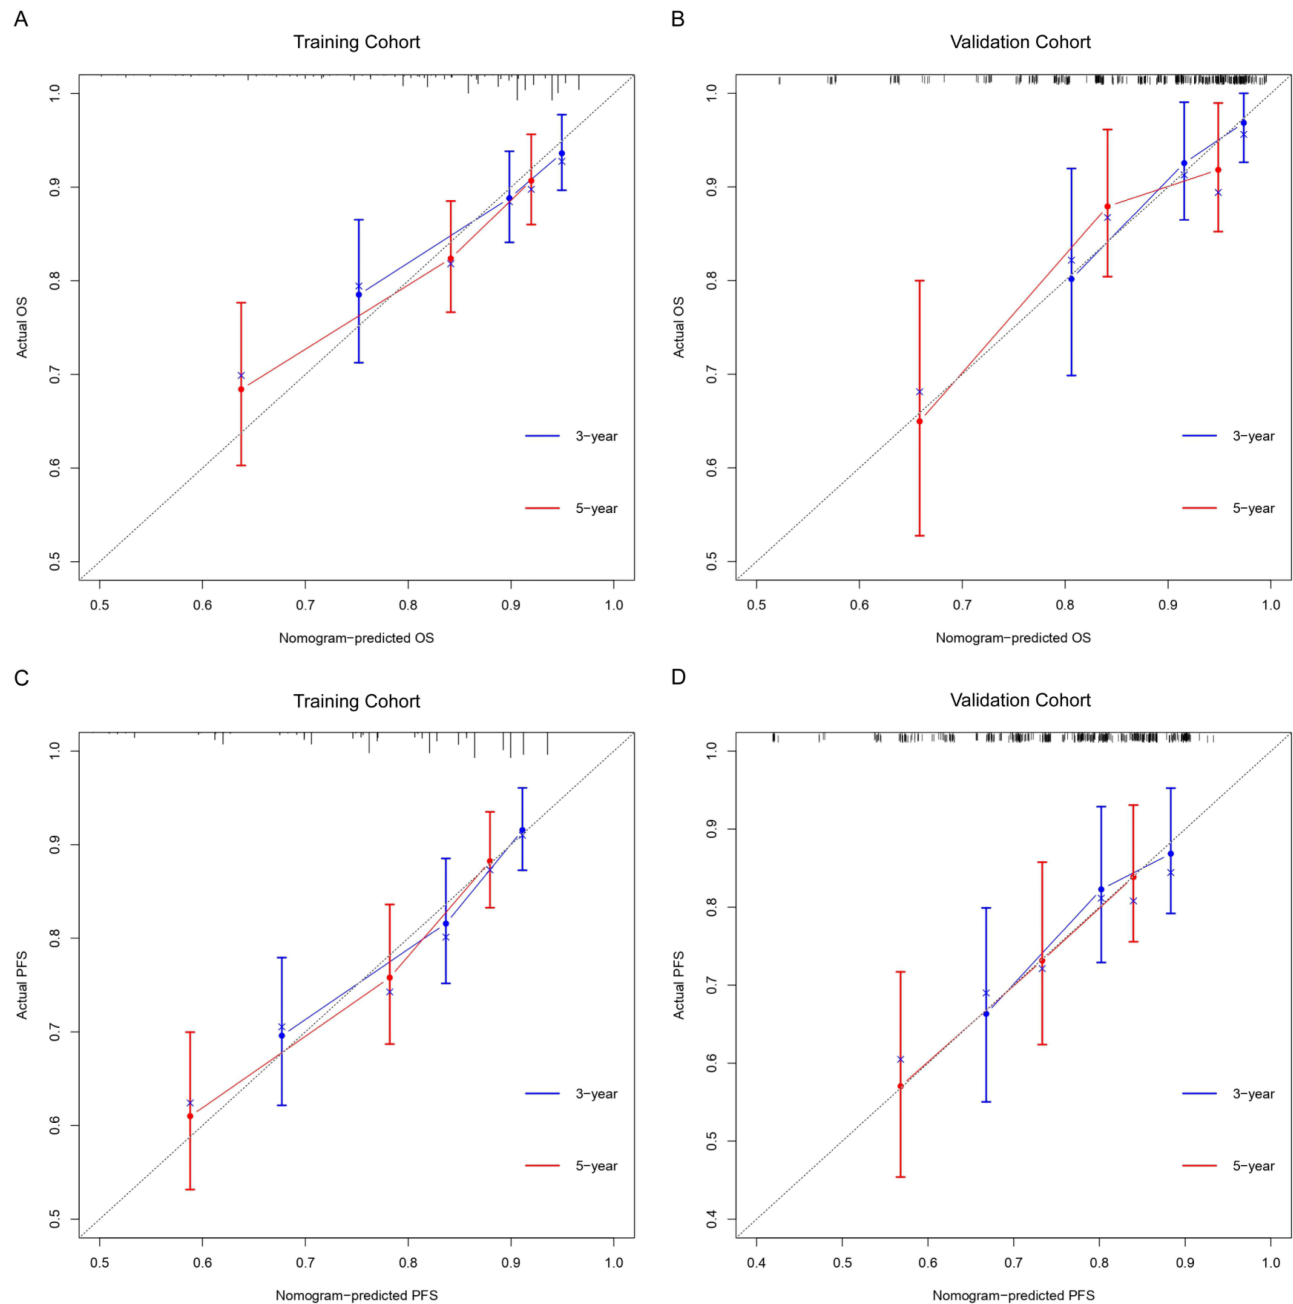 A
Training Cohort
Actual OS
1.0
0.9
0.8
0.7
0.6
0.5
3−year
5−year
0.5 0.6 0.7 0.8 0.9 1.0
Nomogram−predicted OS
B
Validation Cohort
Actual OS
1.0
0.9
0.8
0.7
0.6
0.5
3−year
5−year
0.5 0.6 0.7 0.8 0.9 1.0
Nomogram−predicted OS
C
Training Cohort
Actual PFS
1.0
0.9
0.8
0.7
0.6
0.5
3−year
5−year
0.5 0.6 0.7 0.8 0.9 1.0
Nomogram−predicted PFS
D
Validation Cohort
Actual PFS
1.0
0.9
0.8
0.7
0.6
0.5
0.4
3−year
5−year
0.4 0.5 0.6 0.7 0.8 0.9 1.0
Nomogram−predicted PFS